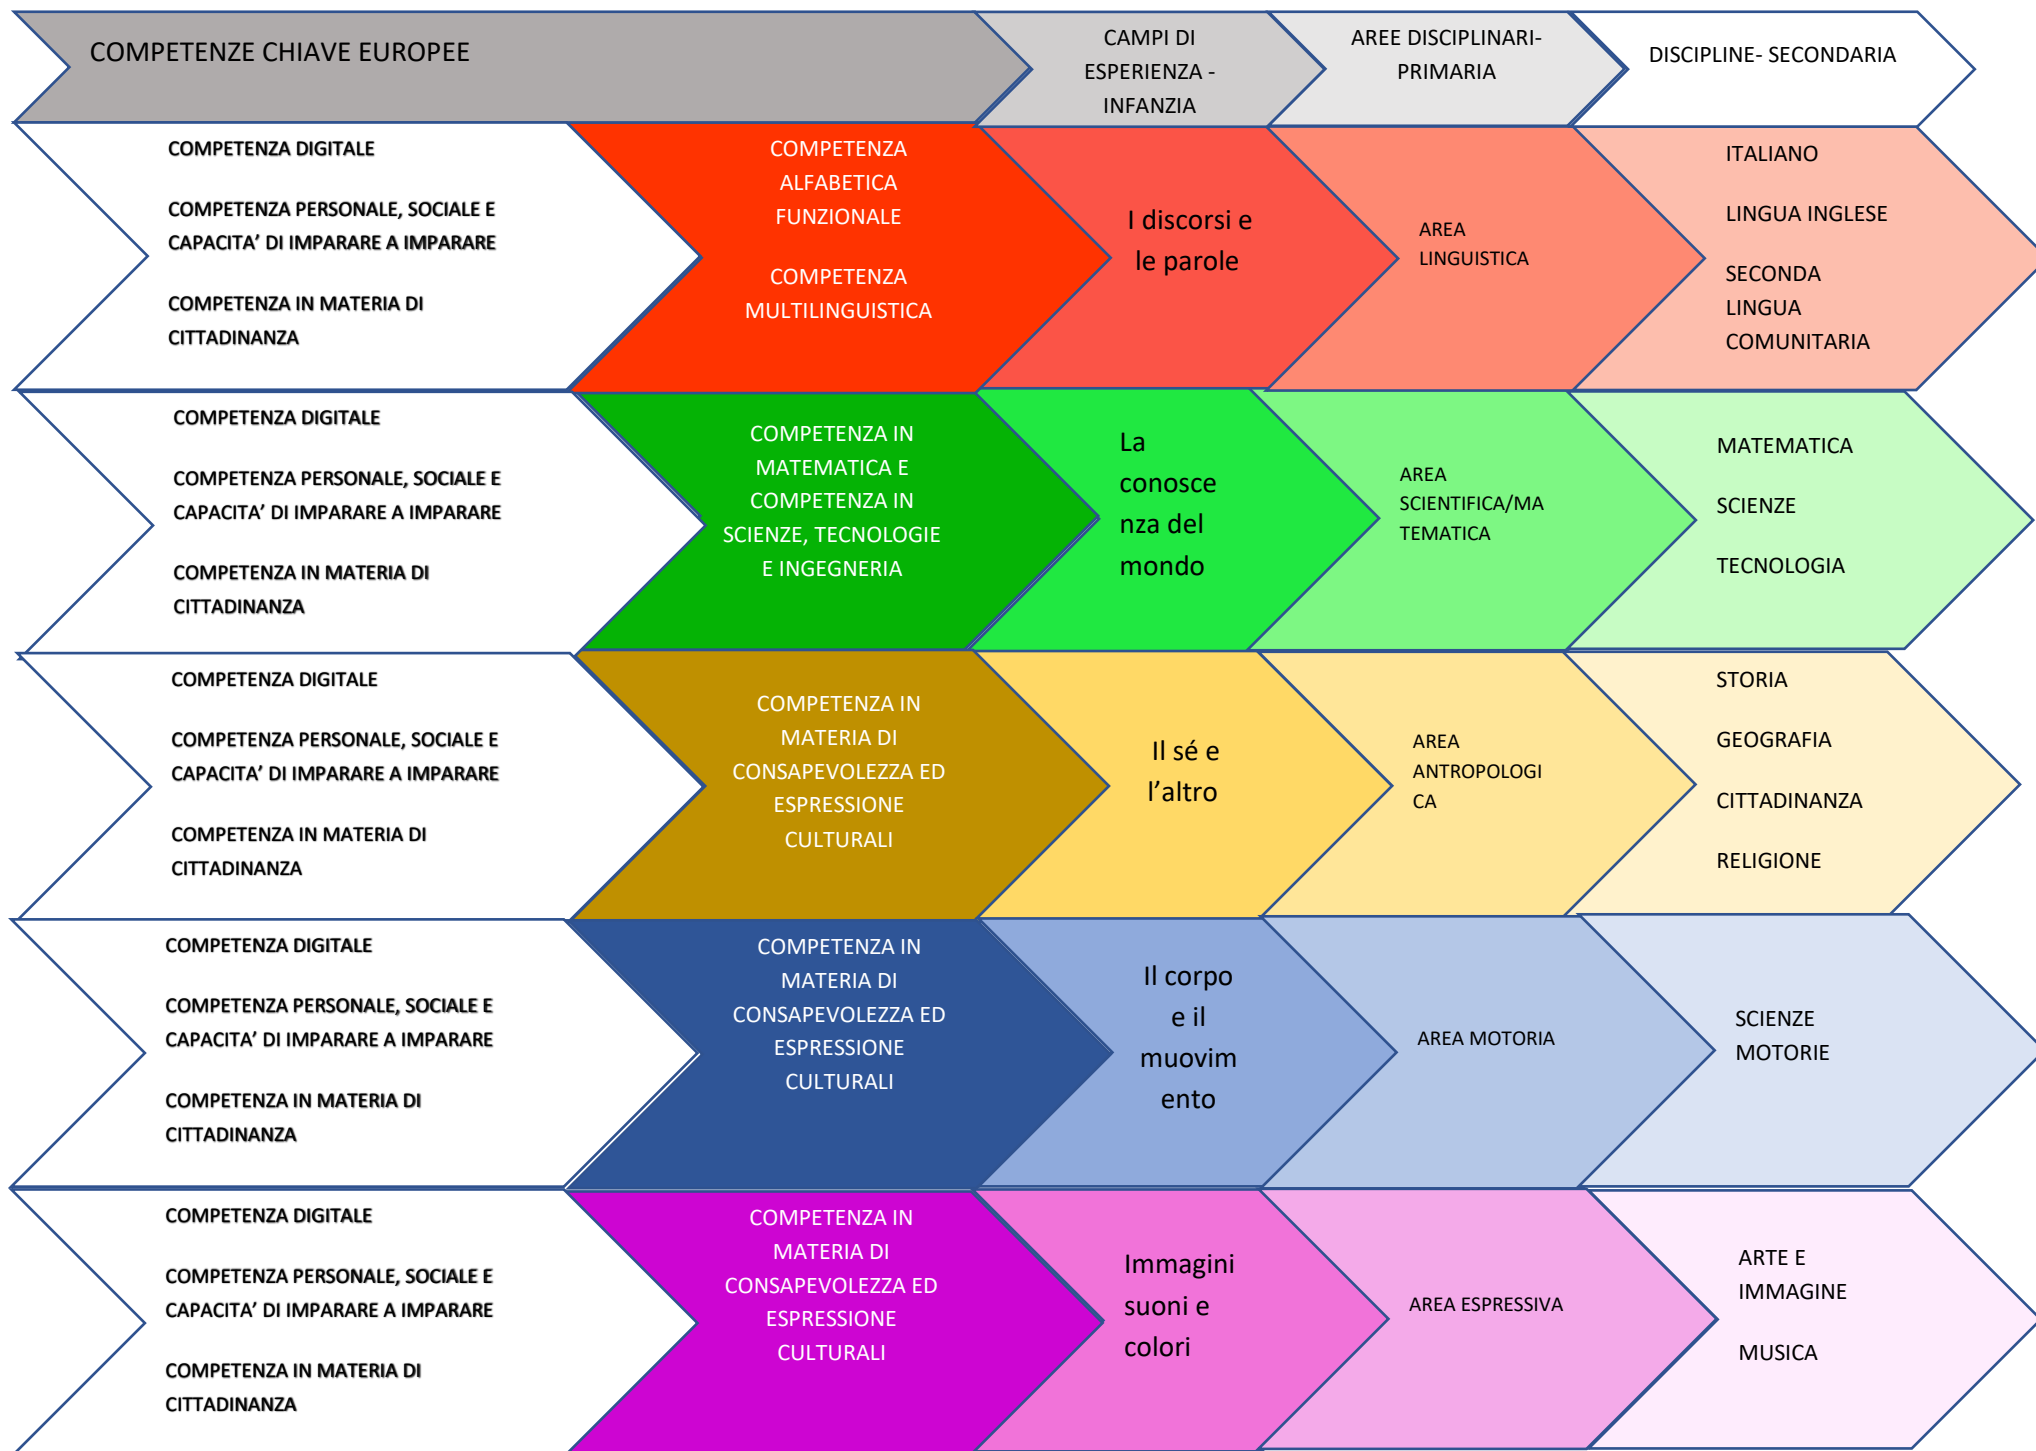 COMPETENZE CHIAVE EUROPEE
CAMPI DI
ESPERIENZA -
INFANZIA
AREE DISCIPLINARI-
PRIMARIA
DISCIPLINE- SECONDARIA
COMPETENZA DIGITALE
COMPETENZA PERSONALE, SOCIALE E
CAPACITA’ DI IMPARARE A IMPARARE
COMPETENZA IN MATERIA DI
CITTADINANZA
COMPETENZA
ALFABETICA
FUNZIONALE
COMPETENZA
MULTILINGUISTICA
I discorsi e
le parole
AREA
LINGUISTICA
ITALIANO
LINGUA INGLESE
SECONDA
LINGUA
COMUNITARIA
COMPETENZA DIGITALE
COMPETENZA PERSONALE, SOCIALE E
CAPACITA’ DI IMPARARE A IMPARARE
COMPETENZA IN MATERIA DI
CITTADINANZA
COMPETENZA IN
MATEMATICA E
COMPETENZA IN
SCIENZE, TECNOLOGIE
E INGEGNERIA
La
conosce
nza del
mondo
AREA
SCIENTIFICA/MA
TEMATICA
MATEMATICA
SCIENZE
TECNOLOGIA
COMPETENZA DIGITALE
COMPETENZA PERSONALE, SOCIALE E
CAPACITA’ DI IMPARARE A IMPARARE
COMPETENZA IN MATERIA DI
CITTADINANZA
COMPETENZA IN
MATERIA DI
CONSAPEVOLEZZA ED
ESPRESSIONE
CULTURALI
Il sé e
l’altro
AREA
ANTROPOLOGI
CA
STORIA
GEOGRAFIA
CITTADINANZA
RELIGIONE
COMPETENZA DIGITALE
COMPETENZA PERSONALE, SOCIALE E
CAPACITA’ DI IMPARARE A IMPARARE
COMPETENZA IN MATERIA DI
CITTADINANZA
COMPETENZA IN
MATERIA DI
CONSAPEVOLEZZA ED
ESPRESSIONE
CULTURALI
Il corpo
e il
muovim
ento
AREA MOTORIA
SCIENZE
MOTORIE
COMPETENZA DIGITALE
COMPETENZA PERSONALE, SOCIALE E
CAPACITA’ DI IMPARARE A IMPARARE
COMPETENZA IN MATERIA DI
CITTADINANZA
COMPETENZA IN
MATERIA DI
CONSAPEVOLEZZA ED
ESPRESSIONE
CULTURALI
Immagini
suoni e
colori
AREA ESPRESSIVA
ARTE E
IMMAGINE
MUSICA